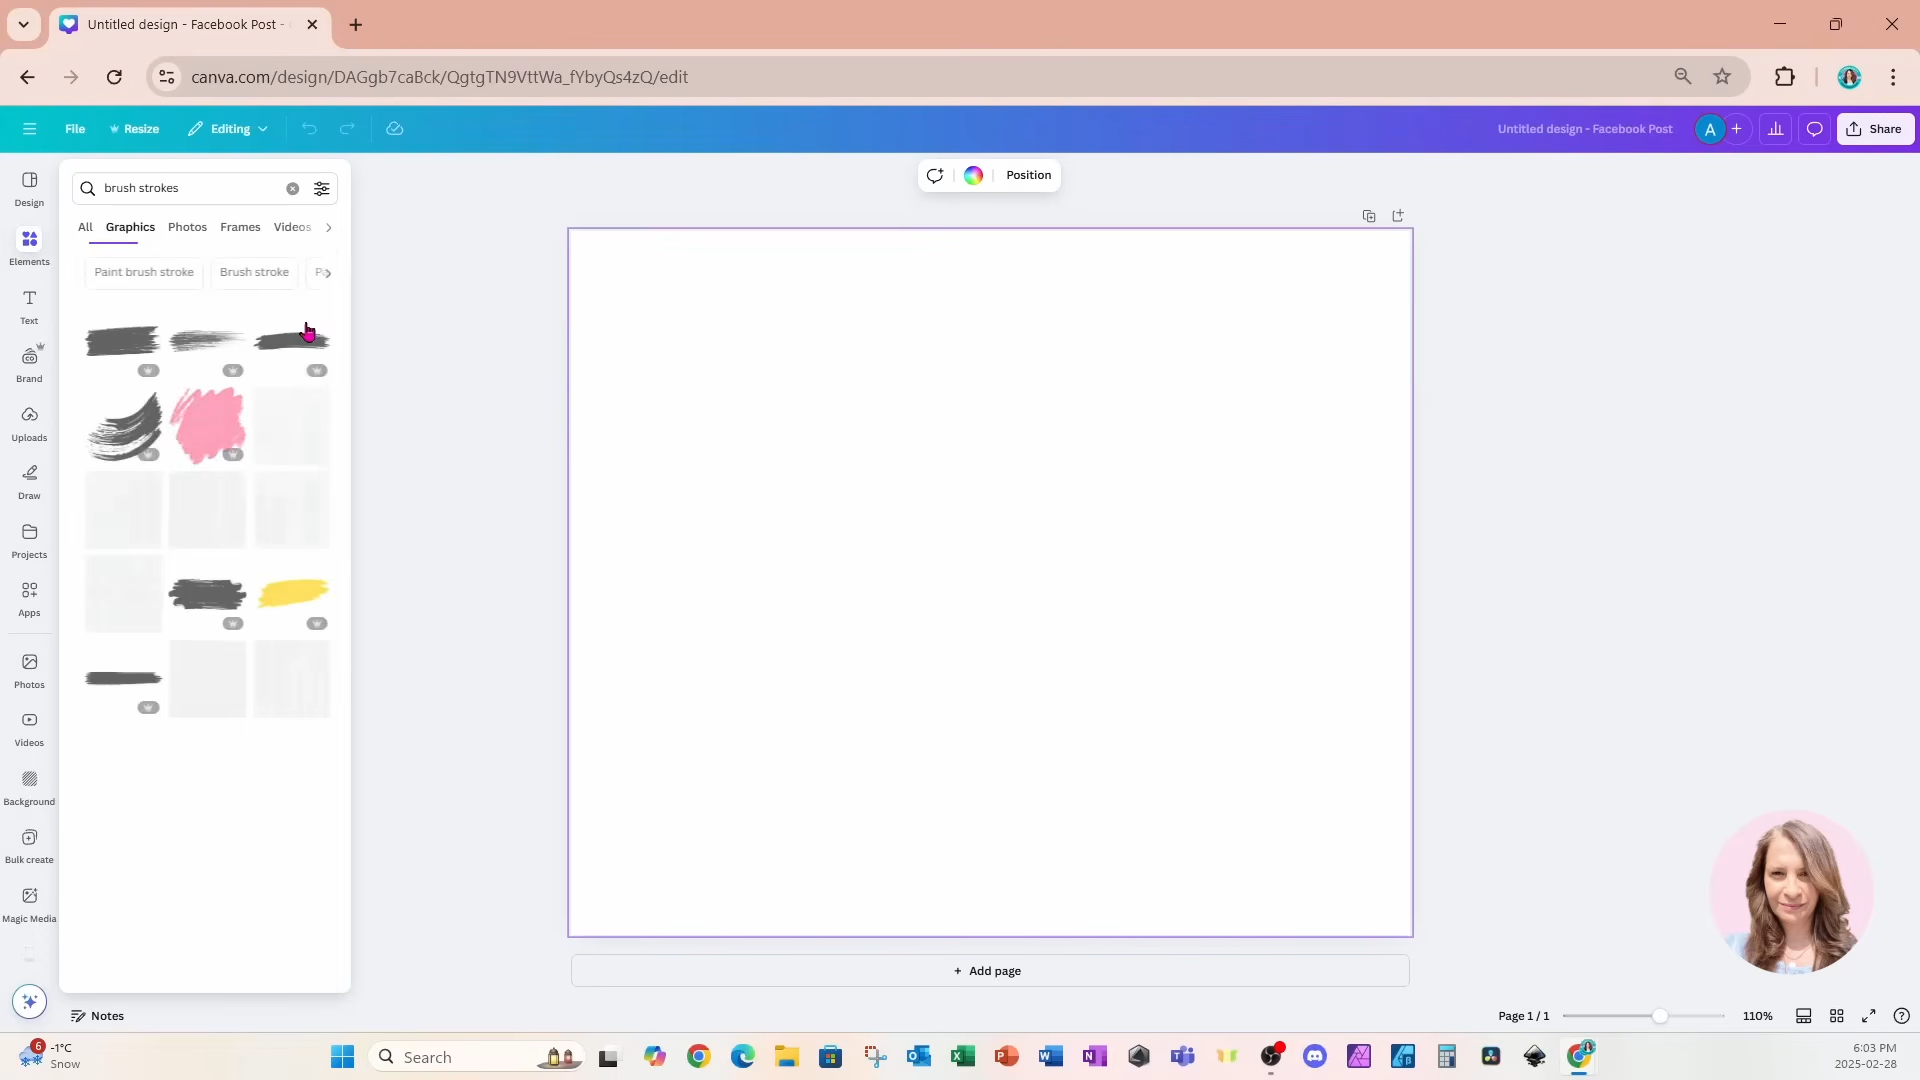 Untitled design - Facebook Post -
canva.com/design/DAGgb7caBck/QgtgTN9VttWa_fYbyQs4zQ/edit
File
Resize
Editing
Untitled design - Facebook Post
A
Share
Design
Elements
Text
Brand
Uploads
Draw
Projects
Apps
Photos
Videos
Background
Bulk create
Magic Media
brush strokes
All
Graphics
Photos
Frames
Videos
Paint brush stroke
Brush stroke
Position
+ Add page
Notes
Page 1 / 1
110%
6
-1°C
Snow
Search
6:03 PM
2025-02-28